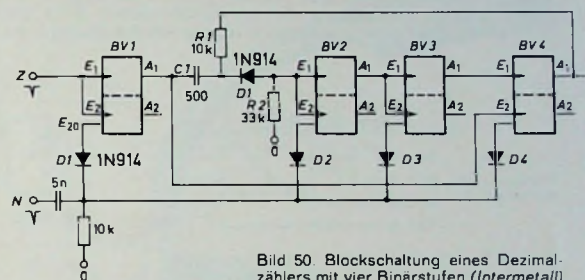 BV1
R1
10k
BV2
BV3
BV4
Z
E1
A1
C1
1N914
E1
A1
E1
A1
E1
A1
E2
A2
500
D1
R2
33k
E2
A2
E2
A2
E2
A2
E20
0
D1
1N914
D2
D3
D4
N
5n
10k
0
Bild 50. Blockschaltung eines Dezimal-
zählers mit vier Binärstufen (Intermetall)